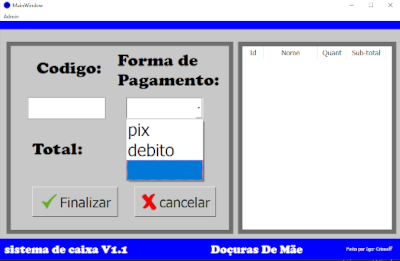 MainWindow
Admin
Codigo:
Forma de
Pagamento:
pix
debito
Total:
Finalizar
cancelar
Id Nome Quant Sub-total
sistema de caixa V1.1
Doçuras De Mãe
Feito por Igor